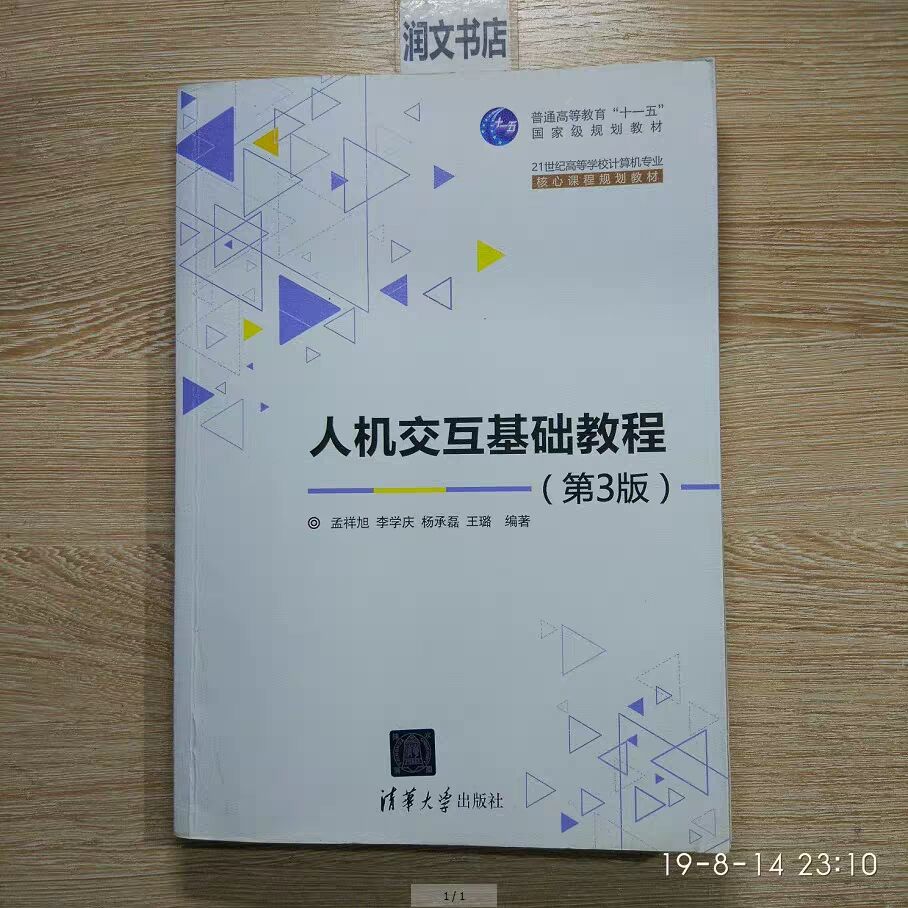 润文书店
十一五
普通高等教育“十一五”
国家级规划教材
21世纪高等学校计算机专业
核心课程规划教材
人机交互基础教程
（第3版）
孟祥旭 李学庆 杨承磊 王璐 编著
清华大学出版社
19-8-14 23:10
1/1